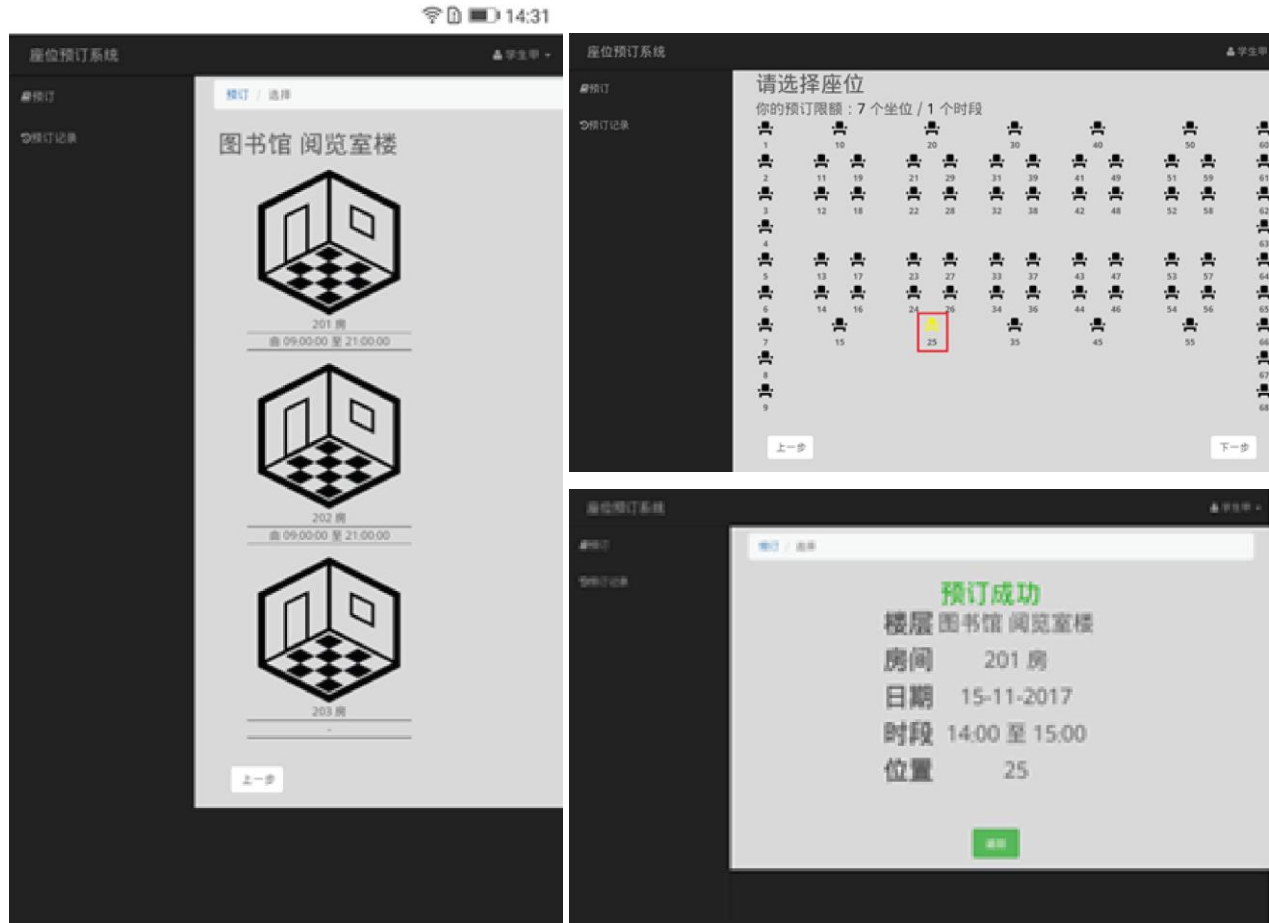 14:31
座位预订系统
学生甲
预订
预订记录
预订 / 选择
图书馆 阅览室楼
201 房
由 09:00:00 至 21:00:00
202 房
由 09:00:00 至 21:00:00
203 房
-
上一步
座位预订系统
学生甲
预订
预订记录
请选择座位
你的预订限额：7 个坐位 / 1 个时段
1 10 20 30 40 50 60
2 11 19 21 29 31 39 41 49 51 59 61
3 12 18 22 28 32 38 42 48 52 58 62
4 63
5 13 17 23 27 33 37 43 47 53 57 64
6 14 16 24 26 34 36 44 46 54 56 65
7 15 25 35 45 55 66
8 67
9 68
上一步
下一步
座位预订系统
学生甲
预订
预订记录
预订 / 选择
预订成功
楼层 图书馆 阅览室楼
房间 201 房
日期 15-11-2017
时段 14:00 至 15:00
位置 25